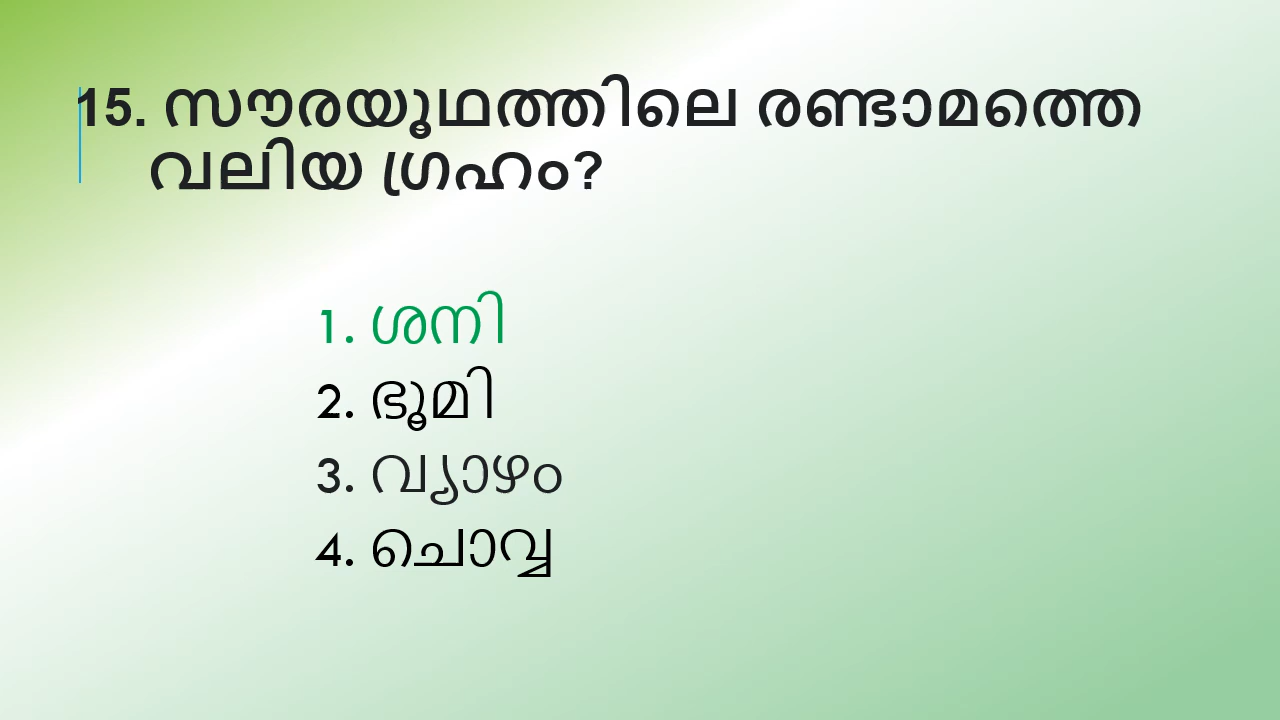 15. സൗരയൂഥത്തിലെ രണ്ടാമത്തെ
വലിയ ഗ്രഹം?
1. ശനി
2. ഭൂമി
3. വ്യാഴം
4. ചൊവ്വ